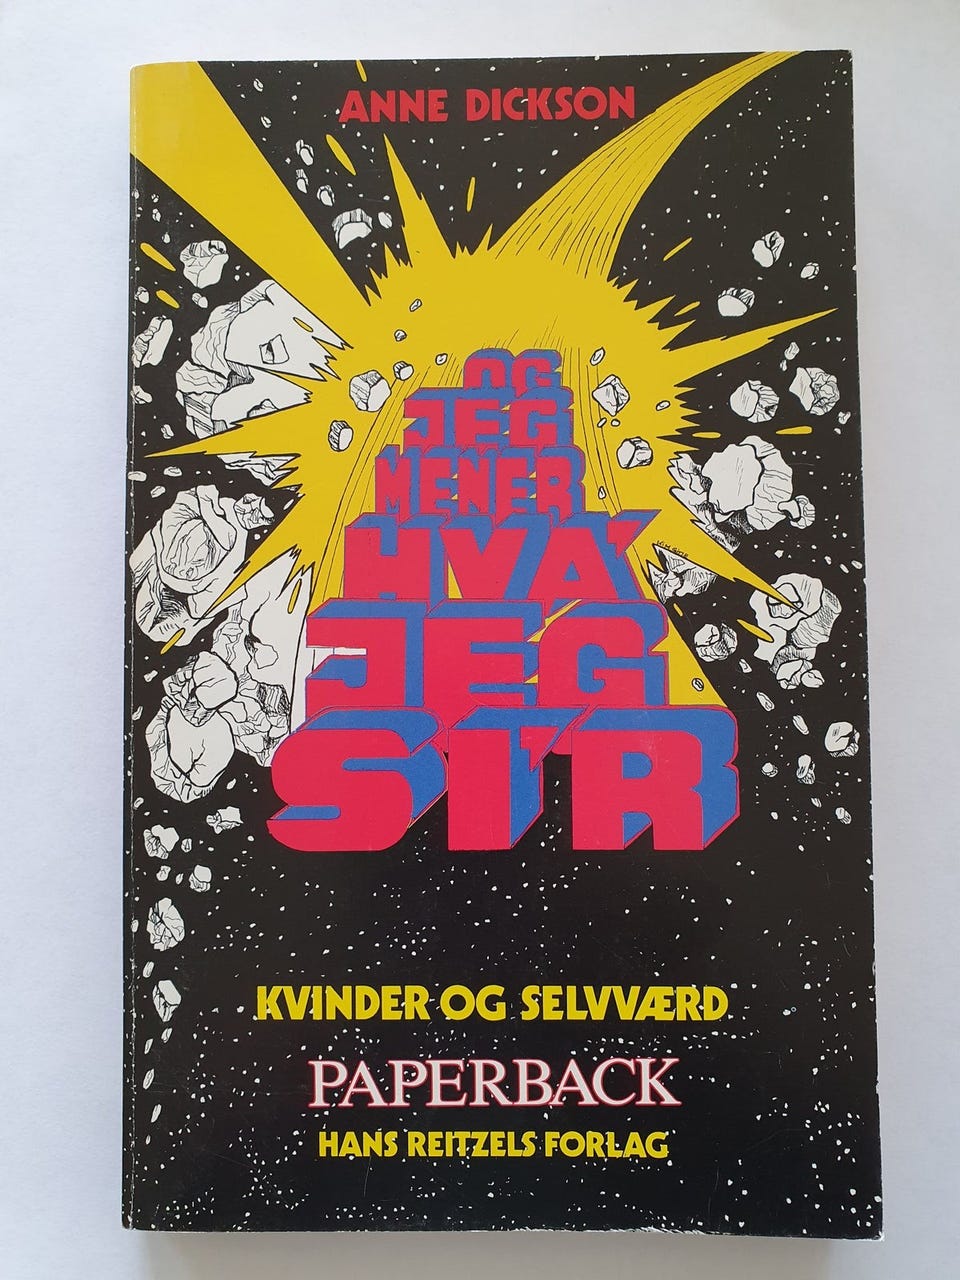 ANNE DICKSON
OG
JEG
MENER
HVA'
JEG
SI'R
KVINDER OG SELVVÆRD
PAPERBACK
HANS REITZELS FORLAG